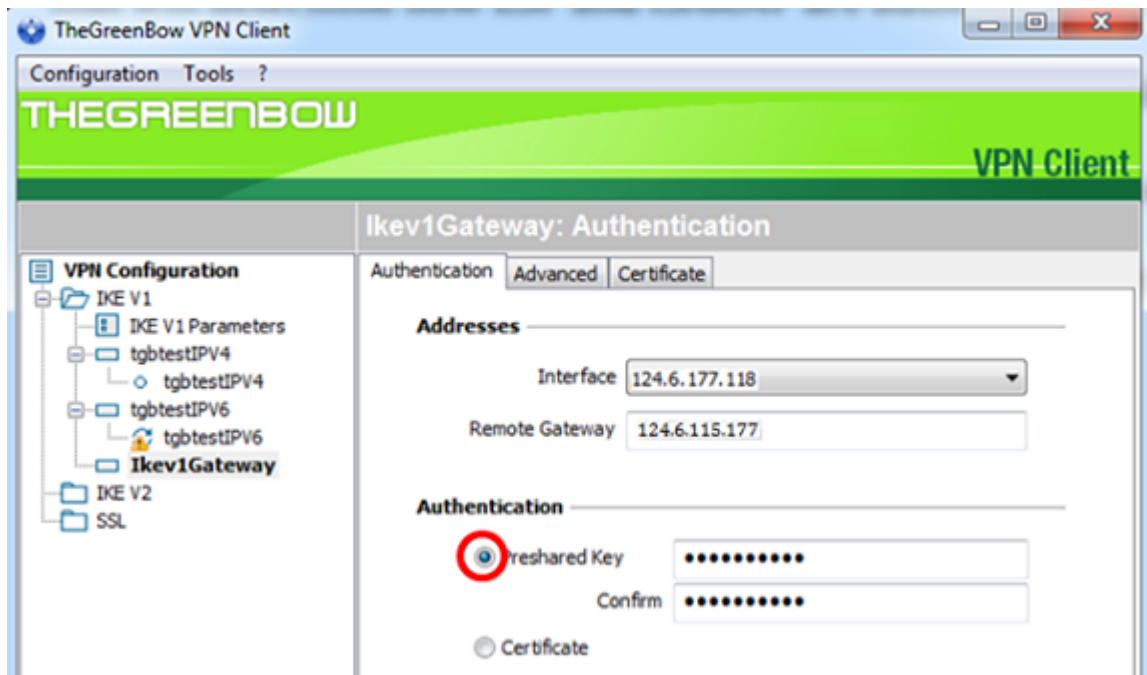 TheGreenBow VPN Client
Configuration Tools ?
THEGREENBOW
VPN Client
Ikev1Gateway: Authentication
VPN Configuration
IKE V1
IKE V1 Parameters
tgbtestIPV4
tgbtestIPV4
tgbtestIPV6
tgbtestIPV6
Ikev1Gateway
IKE V2
SSL
Authentication Advanced Certificate
Addresses
Interface 124.6.177.118
Remote Gateway 124.6.115.177
Authentication
Preshared Key ••••••••••
Confirm ••••••••••
Certificate